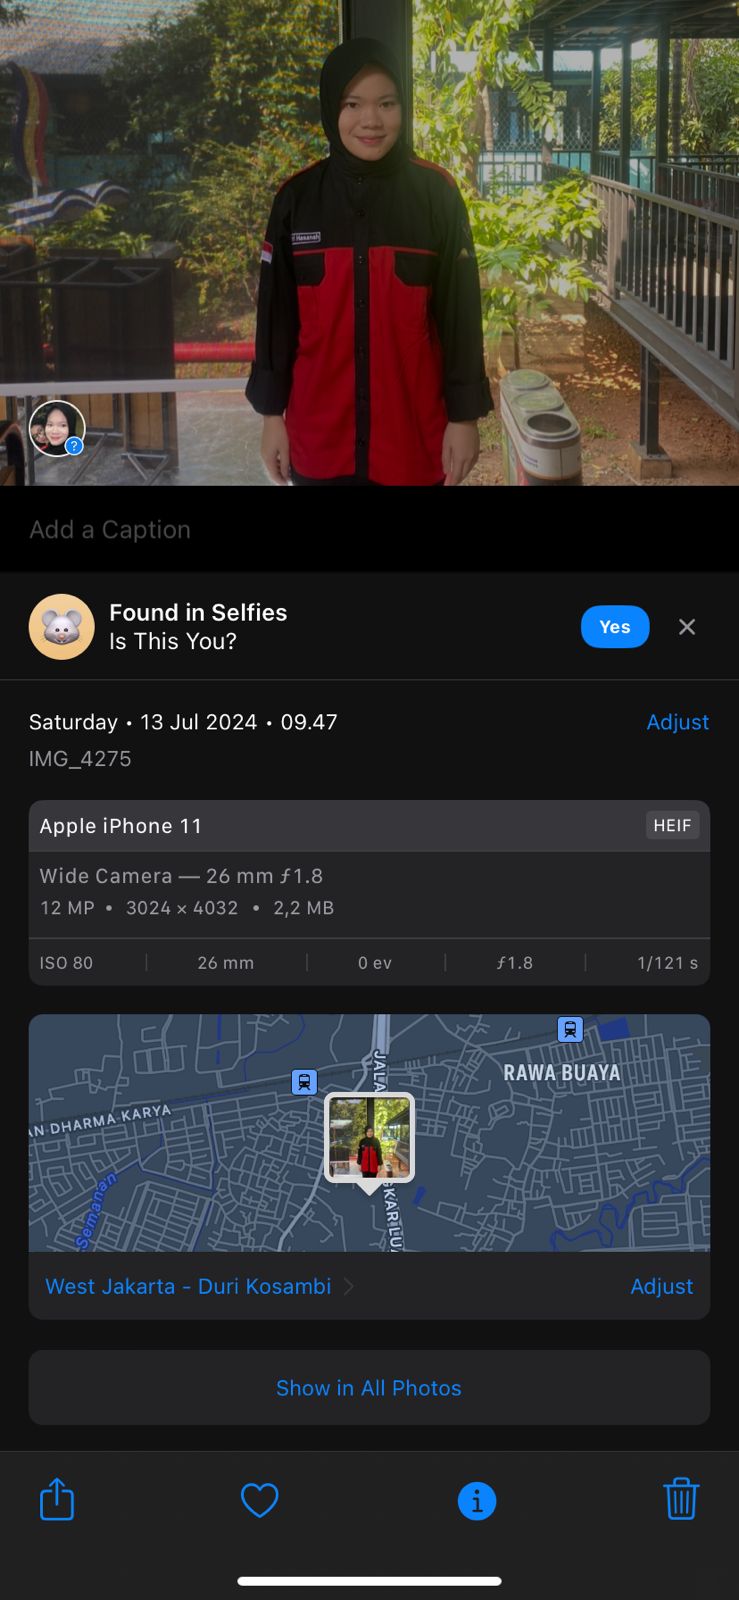 Hasanah
?
Add a Caption
Found in Selfies
Is This You?
Yes
Saturday • 13 Jul 2024 • 09.47
Adjust
IMG_4275
Apple iPhone 11
HEIF
Wide Camera — 26 mm ƒ1.8
12 MP • 3024 × 4032 • 2,2 MB
ISO 80
26 mm
0 ev
ƒ1.8
1/121 s
RAWA BUAYA
JALA
AN DHARMA KARYA
Semanan
GKAR LUA
West Jakarta - Duri Kosambi
Adjust
Show in All Photos